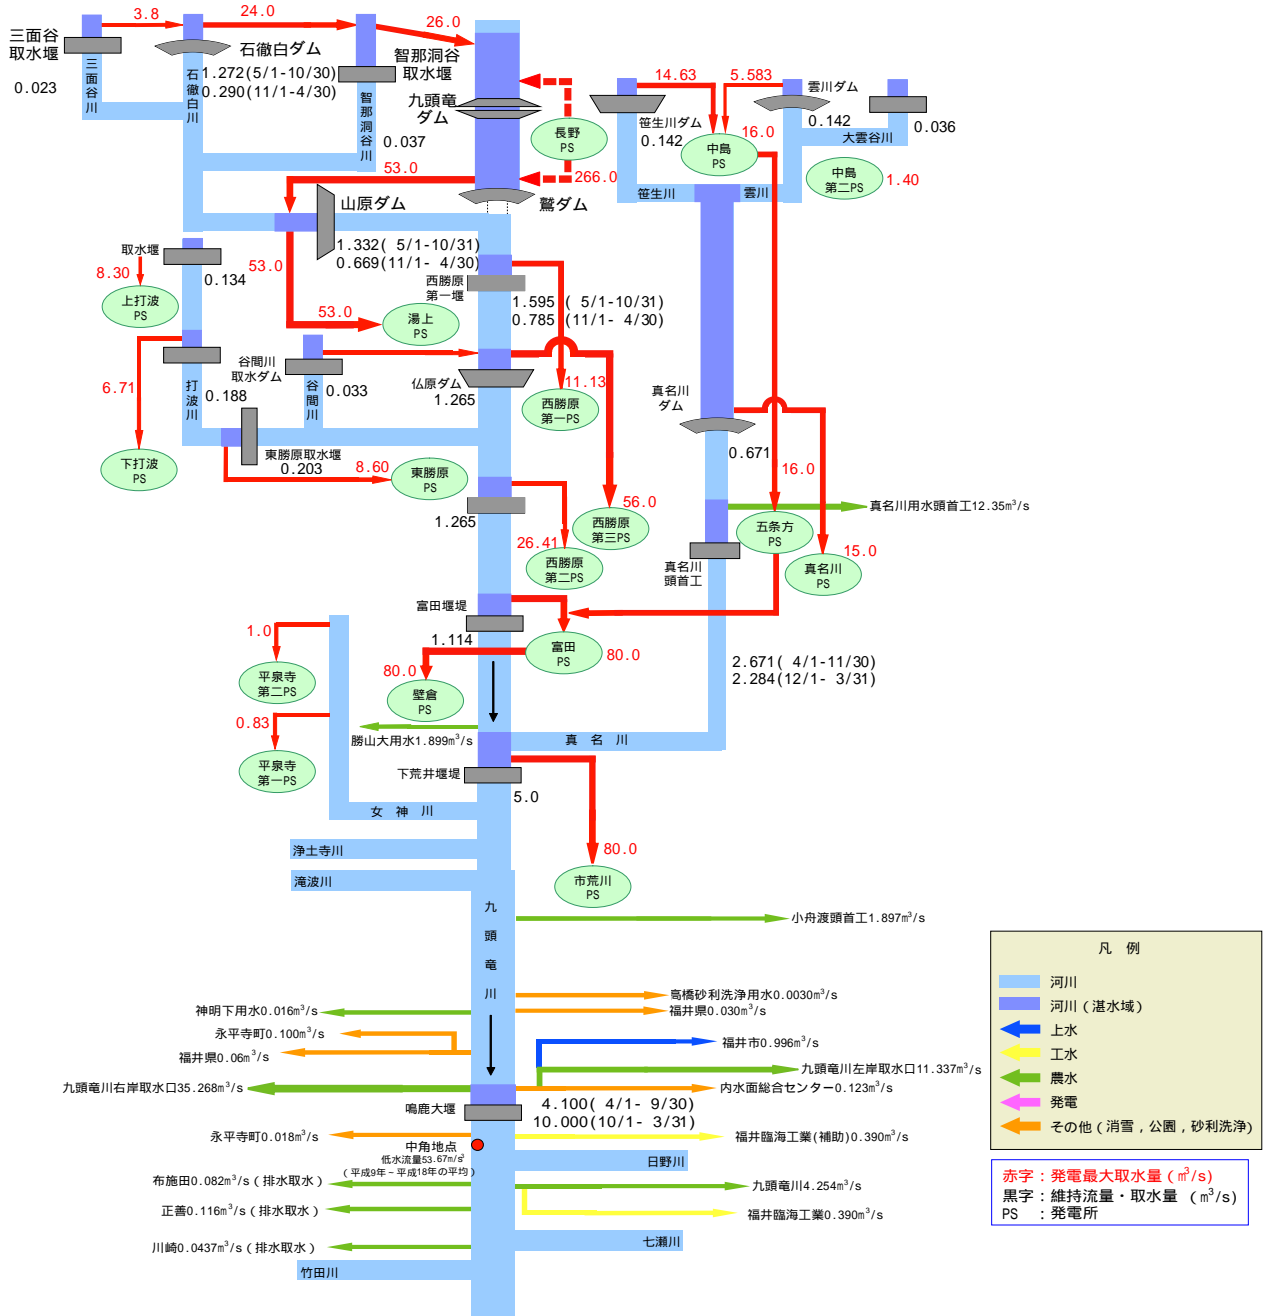 3.8
24.0
26.0
三面谷
取水堰
0.023
三面谷川
石徹白ダム
1.272(5/1-10/30)
0.290(11/1-4/30)
石徹白川
智那洞谷
取水堰
智那洞谷川
0.037
九頭竜
ダム
長野
PS
266.0
鷲ダム
53.0
14.63
5.583
笹生川ダム
0.142
中島
PS
16.0
雲川ダム
0.142
0.036
大雲谷川
中島
第二PS
1.40
笹生川
雲川
山原ダム
1.332( 5/1-10/31)
0.669(11/1- 4/30)
53.0
53.0
湯上
PS
取水堰
0.134
8.30
上打波
PS
西勝原
第一堰
1.595 ( 5/1-10/31)
0.785 (11/1- 4/30)
谷間川
取水ダム
0.033
谷間川
6.71
打波川
0.188
下打波
PS
仏原ダム
1.265
11.13
西勝原
第一PS
真名川
ダム
0.671
東勝原取水堰
0.203
8.60
東勝原
PS
1.265
56.0
西勝原
第三PS
26.41
西勝原
第二PS
16.0
真名川用水頭首工12.35m³/s
五条方
PS
真名川
頭首工
15.0
真名川
PS
富田堰堤
1.114
富田
PS
80.0
80.0
壁倉
PS
2.671( 4/1-11/30)
2.284(12/1- 3/31)
1.0
平泉寺
第二PS
0.83
平泉寺
第一PS
勝山大用水1.899m³/s
真名川
下荒井堰堤
5.0
女神川
浄土寺川
滝波川
80.0
市荒川
PS
九頭竜川
小舟渡頭首工1.897m³/s
高橋砂利洗浄用水0.0030m³/s
神明下用水0.016m³/s
福井県0.030m³/s
永平寺町0.100m³/s
福井県0.06m³/s
福井市0.996m³/s
九頭竜川左岸取水口11.337m³/s
九頭竜川右岸取水口35.268m³/s
内水面総合センター0.123m³/s
鳴鹿大堰
4.100( 4/1- 9/30)
10.000(10/1- 3/31)
永平寺町0.018m³/s
福井臨海工業(補助)0.390m³/s
中角地点
低水流量53.67m/s³
(平成9年~平成18年の平均)
日野川
布施田0.082m³/s(排水取水)
九頭竜川4.254m³/s
正善0.116m³/s(排水取水)
福井臨海工業0.390m³/s
川崎0.0437m³/s(排水取水)
七瀬川
竹田川
凡 例
河川
河川(湛水域)
上水
工水
農水
発電
その他(消雪,公園,砂利洗浄)
赤字:発電最大取水量(m³/s)
黒字:維持流量・取水量 (m³/s)
PS :発電所